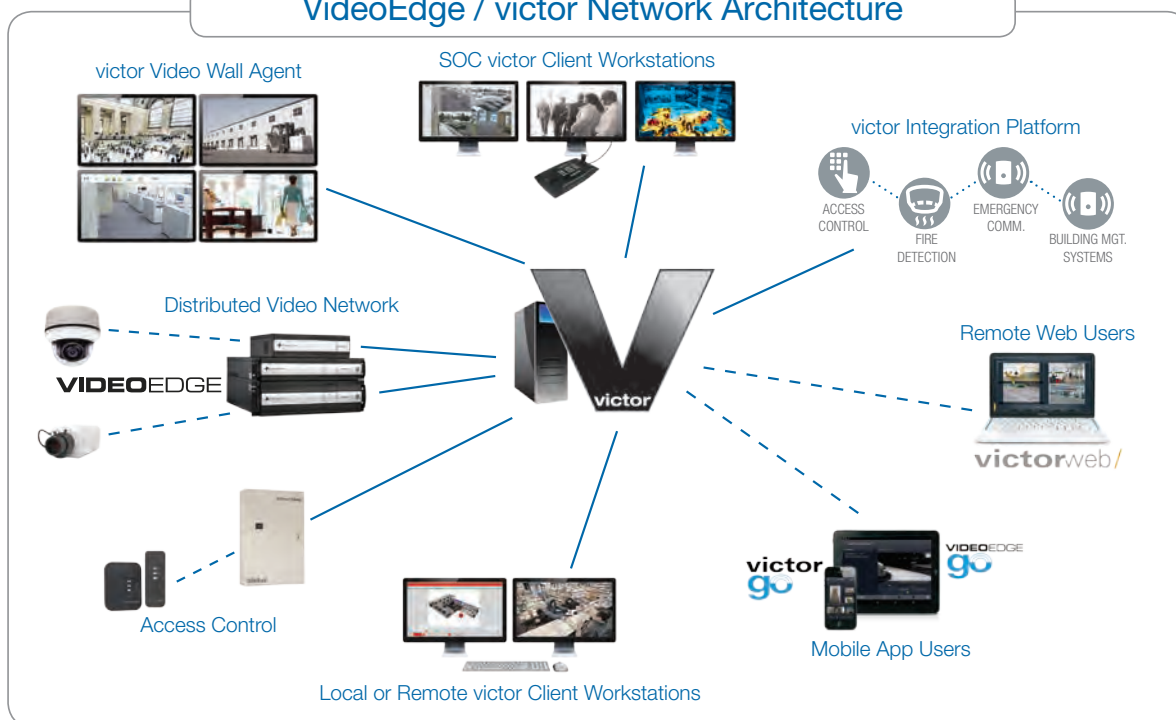 VideoEdge / victor Network Architecture
victor Video Wall Agent
SOC victor Client Workstations
victor Integration Platform
ACCESS
CONTROL
FIRE
DETECTION
EMERGENCY
COMM.
BUILDING MGT.
SYSTEMS
Distributed Video Network
VIDEOEDGE
victor
Remote Web Users
victorweb/
Access Control
Local or Remote victor Client Workstations
victor
go
VIDEOEDGE
go
Mobile App Users